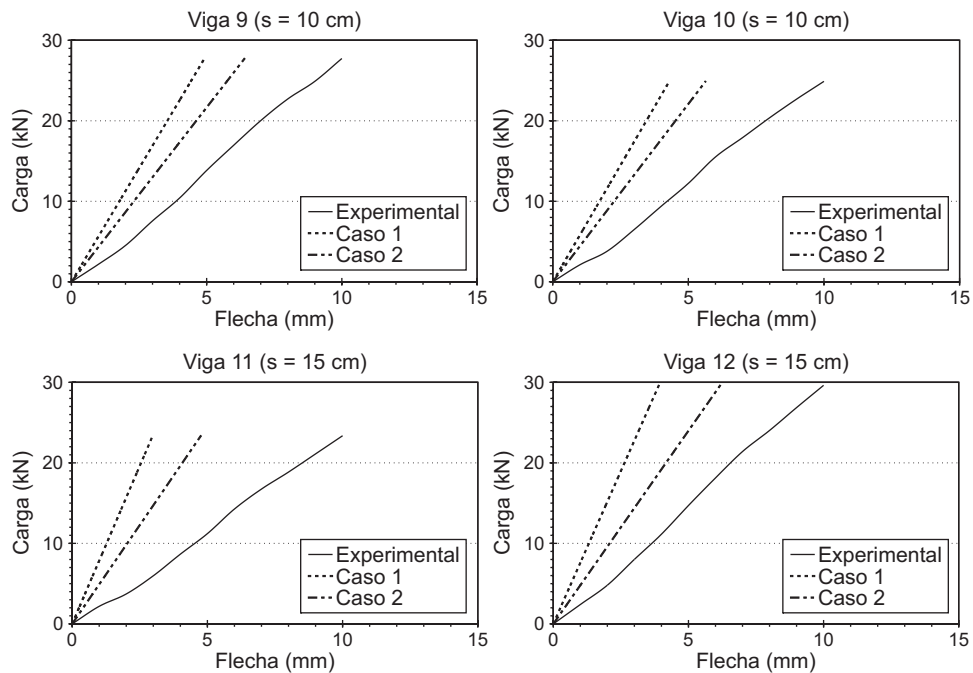 Viga 9 (s = 10 cm)
30
20
10
0
Carga (kN)
Experimental
Caso 1
Caso 2
0 5 10 15
Flecha (mm)
Viga 10 (s = 10 cm)
30
20
10
0
Carga (kN)
Experimental
Caso 1
Caso 2
0 5 10 15
Flecha (mm)
Viga 11 (s = 15 cm)
30
20
10
0
Carga (kN)
Experimental
Caso 1
Caso 2
0 5 10 15
Flecha (mm)
Viga 12 (s = 15 cm)
30
20
10
0
Carga (kN)
Experimental
Caso 1
Caso 2
0 5 10 15
Flecha (mm)